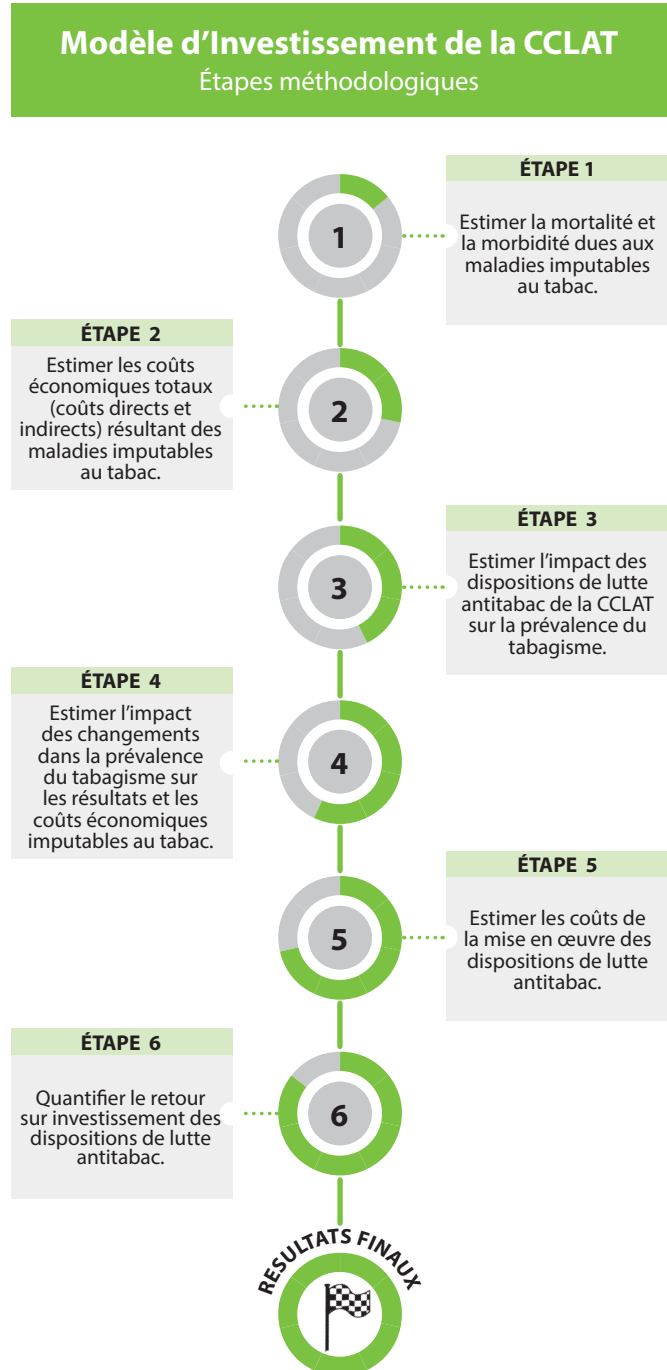 Modèle d’Investissement de la CCLAT
Étapes méthodologiques
1
ÉTAPE 1
Estimer la mortalité et
la morbidité dues aux
maladies imputables
au tabac.
ÉTAPE 2
Estimer les coûts
économiques totaux
(coûts directs et
indirects) résultant des
maladies imputables
au tabac.
2
3
ÉTAPE 3
Estimer l’impact des
dispositions de lutte
antitabac de la CCLAT
sur la prévalence du
tabagisme.
ÉTAPE 4
Estimer l’impact
des changements
dans la prévalence
du tabagisme sur
les résultats et les
coûts économiques
imputables au tabac.
4
5
ÉTAPE 5
Estimer les coûts de
la mise en œuvre des
dispositions de lutte
antitabac.
ÉTAPE 6
Quantifier le retour
sur investissement des
dispositions de lutte
antitabac.
6
RESULTATS FINAUX